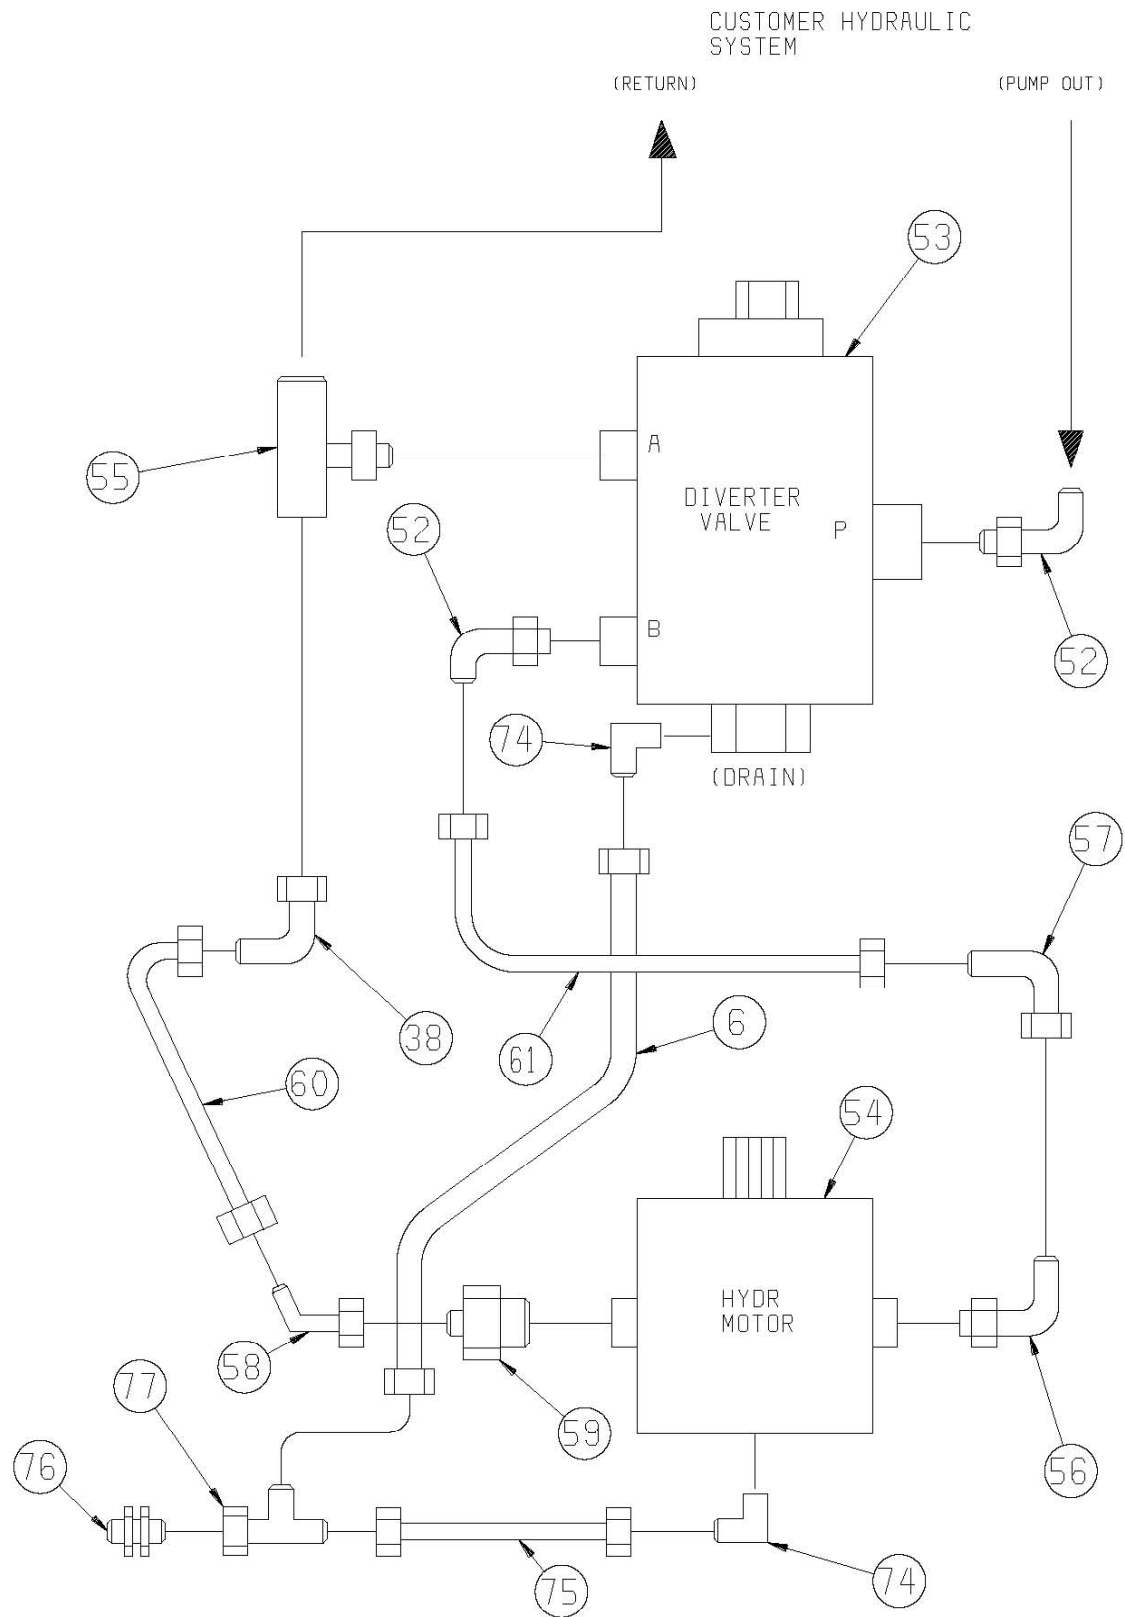 CUSTOMER HYDRAULIC
SYSTEM
(RETURN)
(PUMP OUT)
53
A
55
DIVERTER
VALVE
P
52
B
52
74
(DRAIN)
57
6
38
61
60
54
HYDR
MOTOR
58
77
59
76
56
75
74